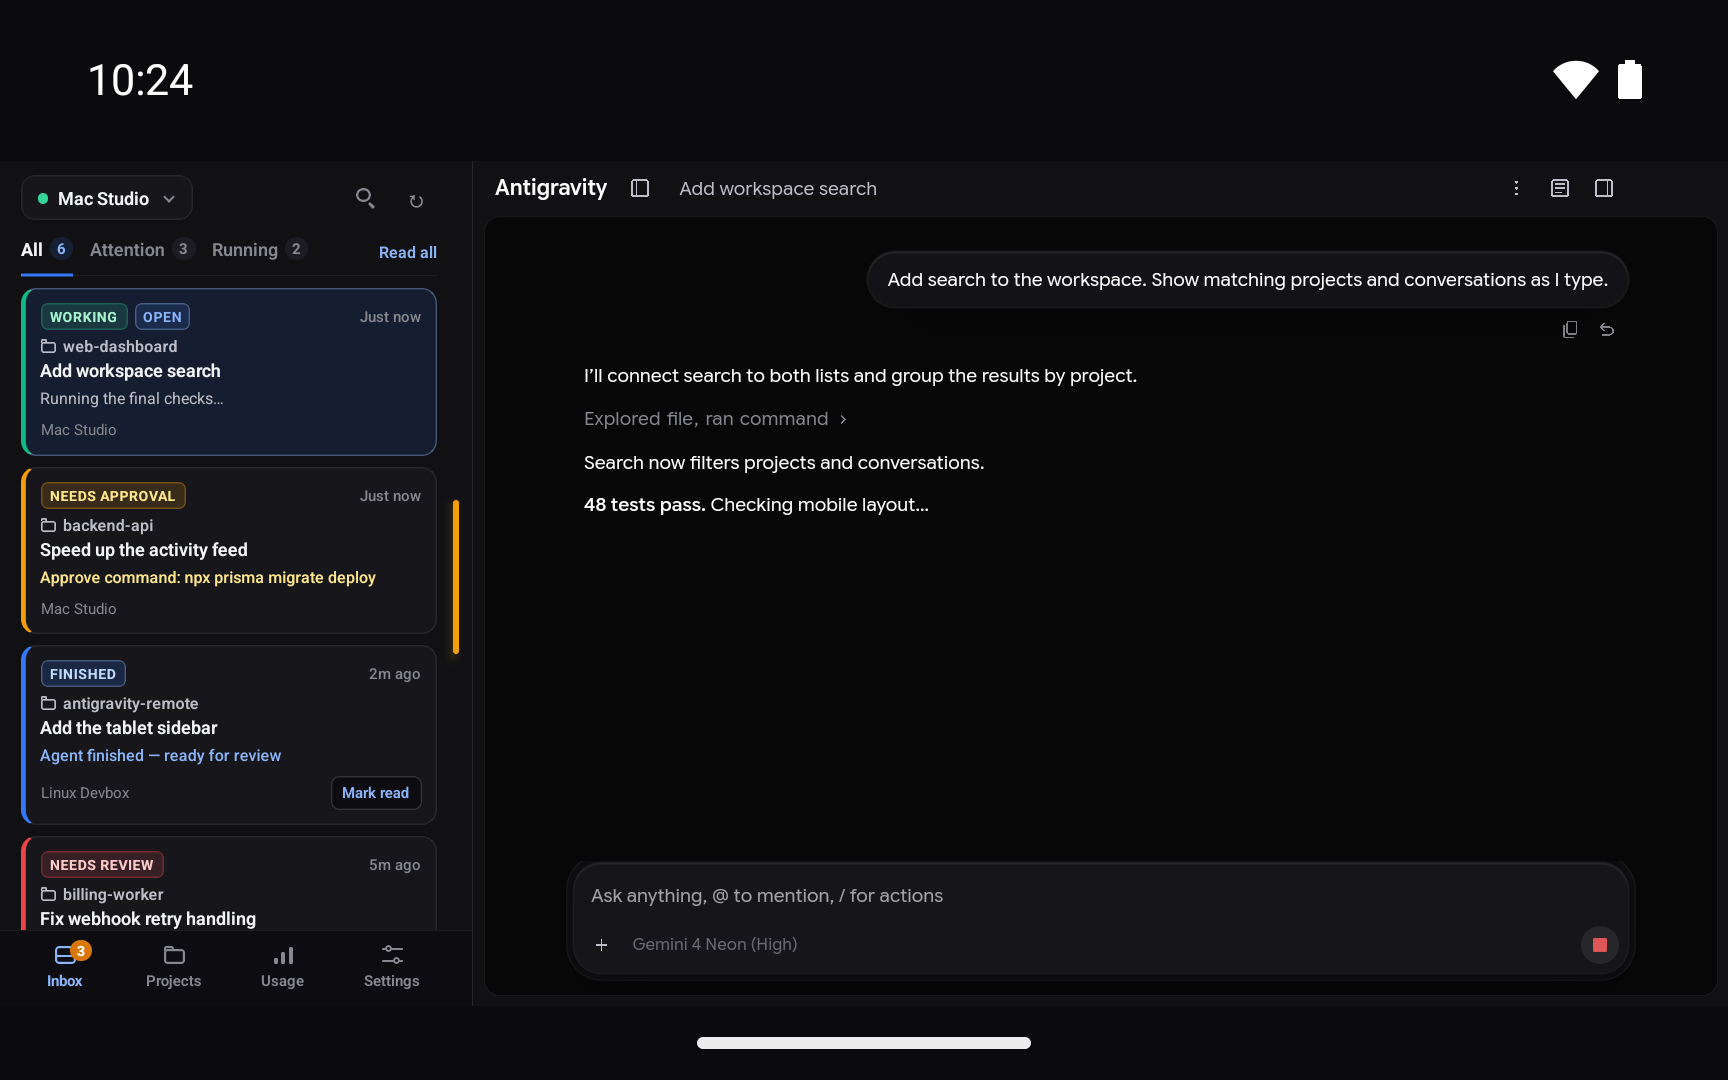 10:24
Mac Studio
All 6 Attention 3 Running 2 Read all
WORKING OPEN Just now
web-dashboard
Add workspace search
Running the final checks…
Mac Studio
NEEDS APPROVAL Just now
backend-api
Speed up the activity feed
Approve command: npx prisma migrate deploy
Mac Studio
FINISHED 2m ago
antigravity-remote
Add the tablet sidebar
Agent finished — ready for review
Linux Devbox Mark read
NEEDS REVIEW 5m ago
billing-worker
Fix webhook retry handling
3
Inbox Projects Usage Settings
Antigravity Add workspace search
Add search to the workspace. Show matching projects and conversations as I type.
I’ll connect search to both lists and group the results by project.
Explored file, ran command
Search now filters projects and conversations.
48 tests pass. Checking mobile layout…
Ask anything, @ to mention, / for actions
Gemini 4 Neon (High)